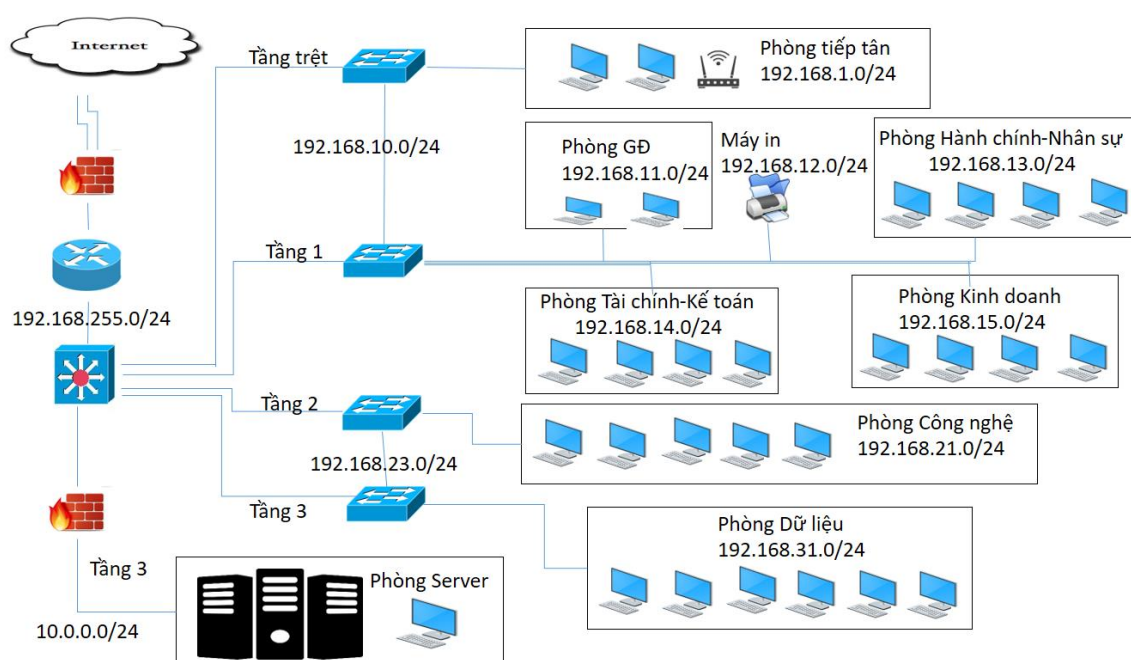 Internet
Tầng trệt
Phòng tiếp tân
192.168.1.0/24
192.168.10.0/24
Phòng GĐ
192.168.11.0/24
Máy in
192.168.12.0/24
Phòng Hành chính-Nhân sự
192.168.13.0/24
Tầng 1
192.168.255.0/24
Phòng Tài chính-Kế toán
192.168.14.0/24
Phòng Kinh doanh
192.168.15.0/24
Tầng 2
Phòng Công nghệ
192.168.21.0/24
192.168.23.0/24
Tầng 3
Phòng Dữ liệu
192.168.31.0/24
Tầng 3
Phòng Server
10.0.0.0/24